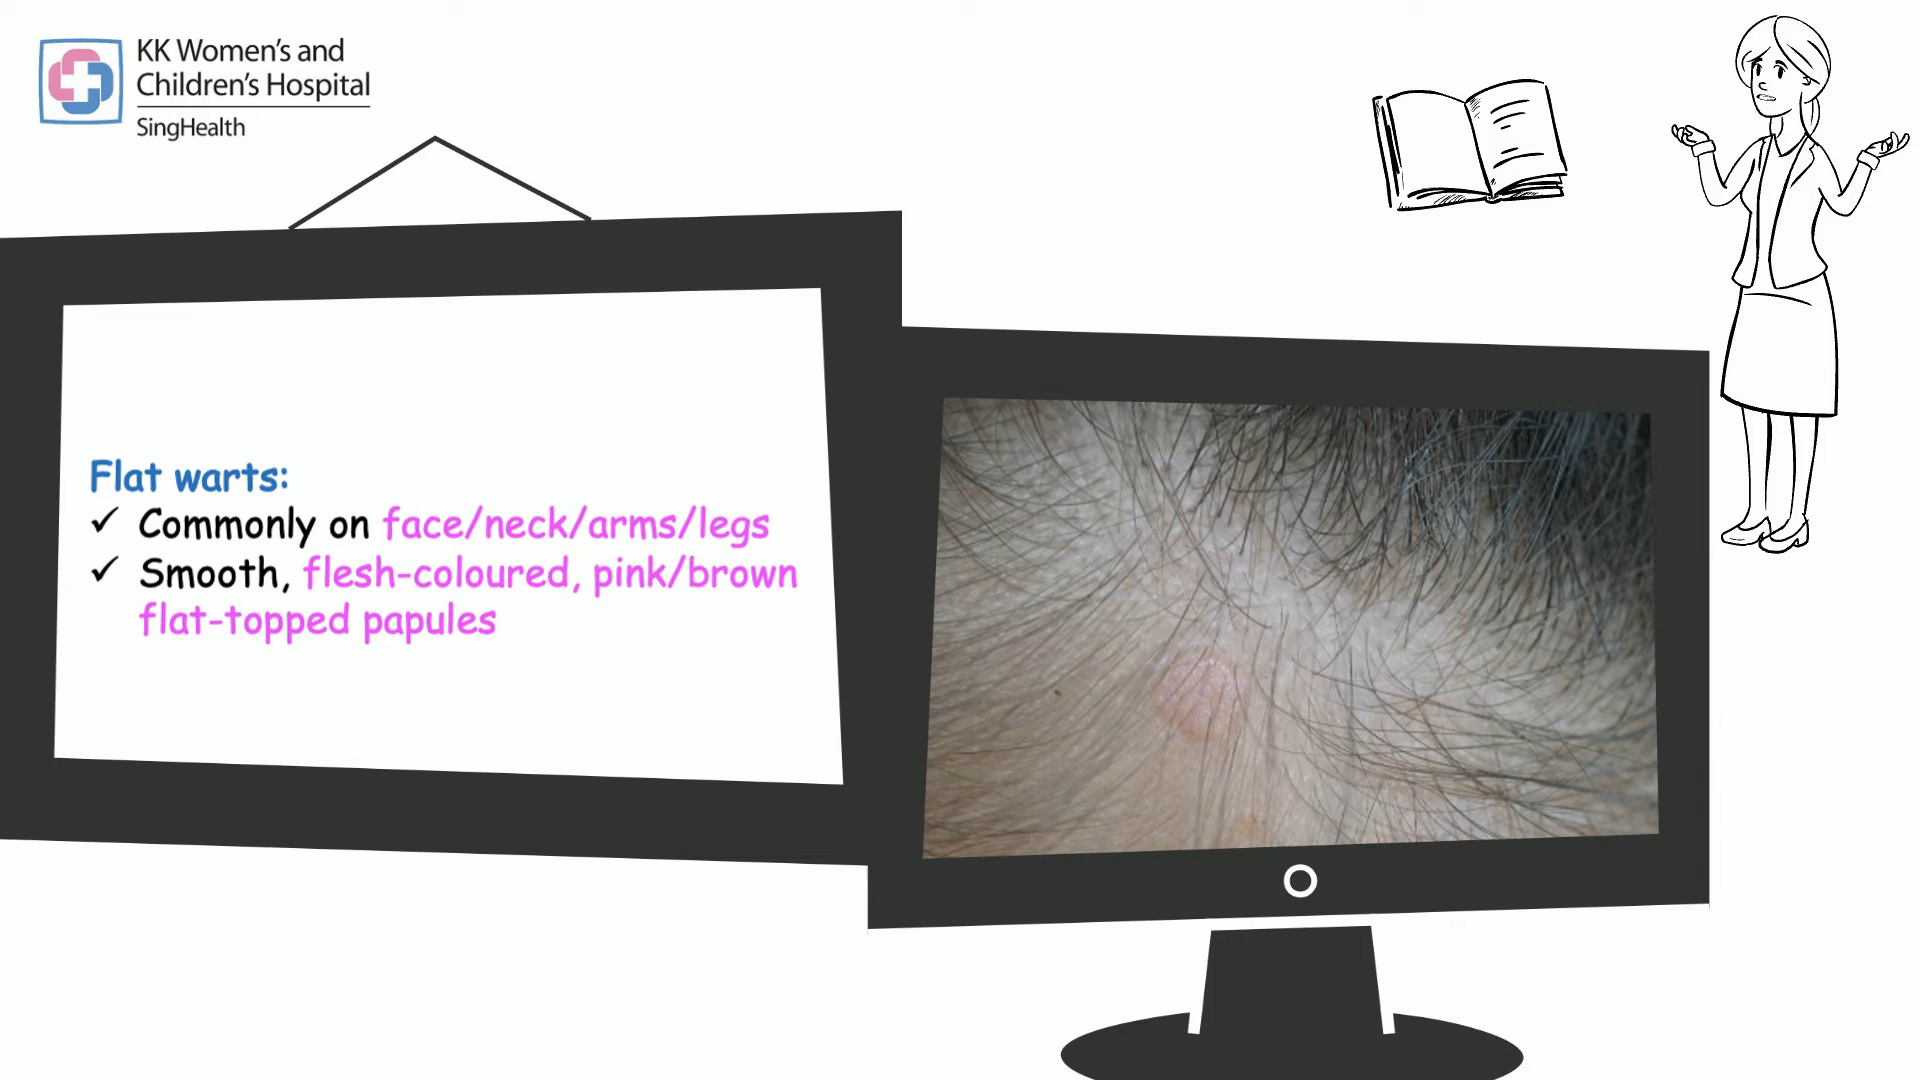 KK Women's and
Children's Hospital
SingHealth
Flat warts:
✓ Commonly on face/neck/arms/legs
✓ Smooth, flesh-coloured, pink/brown
flat-topped papules